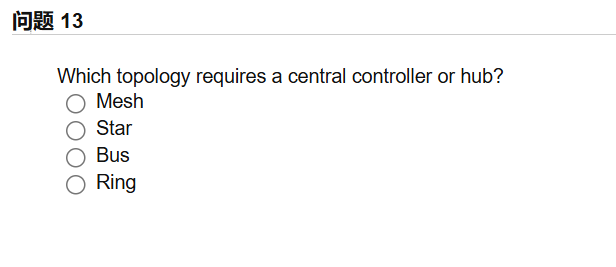 问题 13
Which topology requires a central controller or hub?
Mesh
Star
Bus
Ring